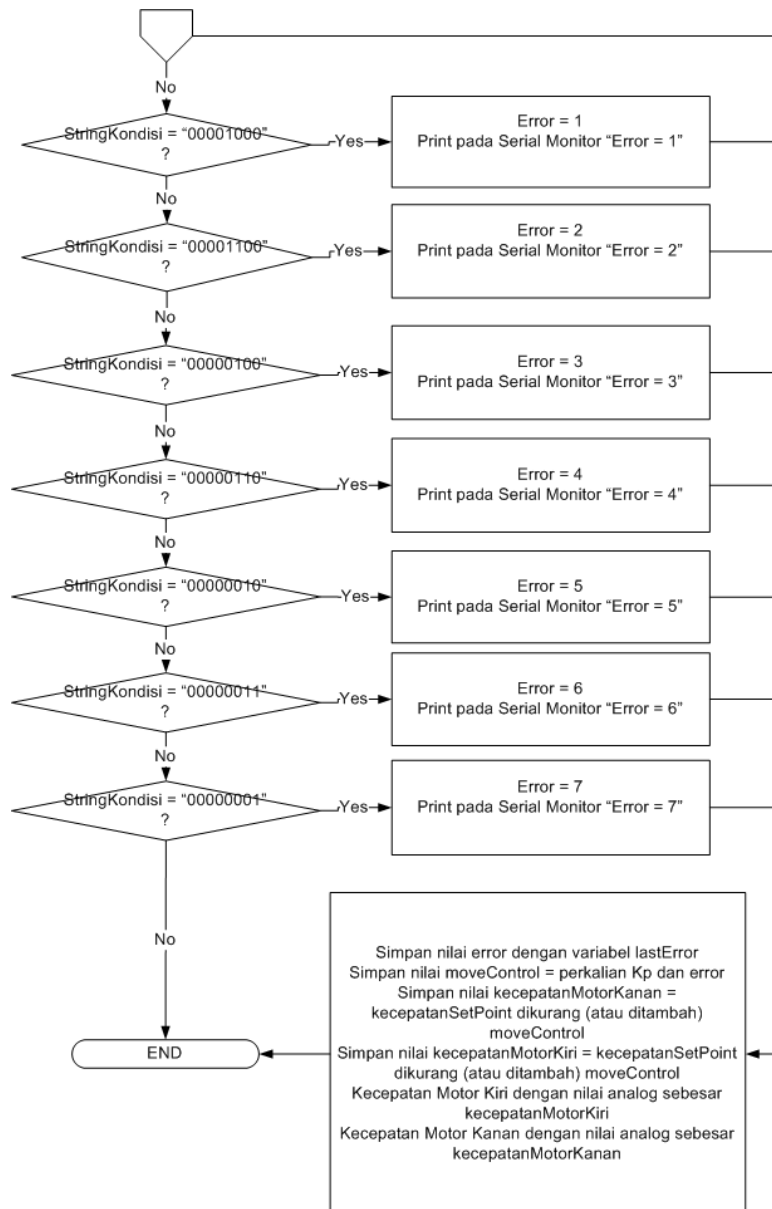 No
StringKondisi = “00001000”
?
Yes
Error = 1
Print pada Serial Monitor “Error = 1”
No
StringKondisi = “00001100”
?
Yes
Error = 2
Print pada Serial Monitor “Error = 2”
No
StringKondisi = “00000100”
?
Yes
Error = 3
Print pada Serial Monitor “Error = 3”
No
StringKondisi = “00000110”
?
Yes
Error = 4
Print pada Serial Monitor “Error = 4”
No
StringKondisi = “00000010”
?
Yes
Error = 5
Print pada Serial Monitor “Error = 5”
No
StringKondisi = “00000011”
?
Yes
Error = 6
Print pada Serial Monitor “Error = 6”
No
StringKondisi = “00000001”
?
Yes
Error = 7
Print pada Serial Monitor “Error = 7”
No
END
Simpan nilai error dengan variabel lastError
Simpan nilai moveControl = perkalian Kp dan error
Simpan nilai kecepatanMotorKanan =
kecepatanSetPoint dikurang (atau ditambah)
moveControl
Simpan nilai kecepatanMotorKiri = kecepatanSetPoint
dikurang (atau ditambah) moveControl
Kecepatan Motor Kiri dengan nilai analog sebesar
kecepatanMotorKiri
Kecepatan Motor Kanan dengan nilai analog sebesar
kecepatanMotorKanan